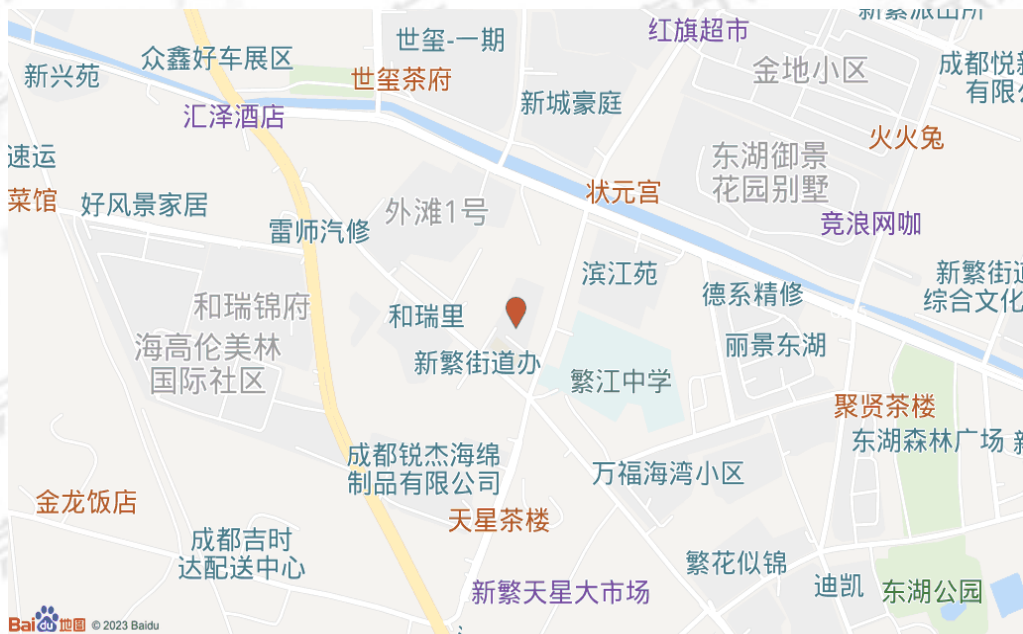 新繁派出所
红旗超市
世玺-一期
众鑫好车展区
金地小区
成都悦新
有限公
新兴苑
世玺茶府
新城豪庭
汇泽酒店
火火兔
速运
东湖御景
花园别墅
菜馆
好风景家居
状元宫
外滩1号
竞浪网咖
雷师汽修
滨江苑
新繁街道
综合文化
德系精修
和瑞锦府
和瑞里
海高伦美林
国际社区
丽景东湖
新繁街道办
繁江中学
聚贤茶楼
东湖森林广场
新
成都锐杰海绵
制品有限公司
万福海湾小区
金龙饭店
天星茶楼
成都吉时
达配送中心
繁花似锦
迪凯
东湖公园
新繁天星大市场
Bai du 地图 © 2023 Baidu